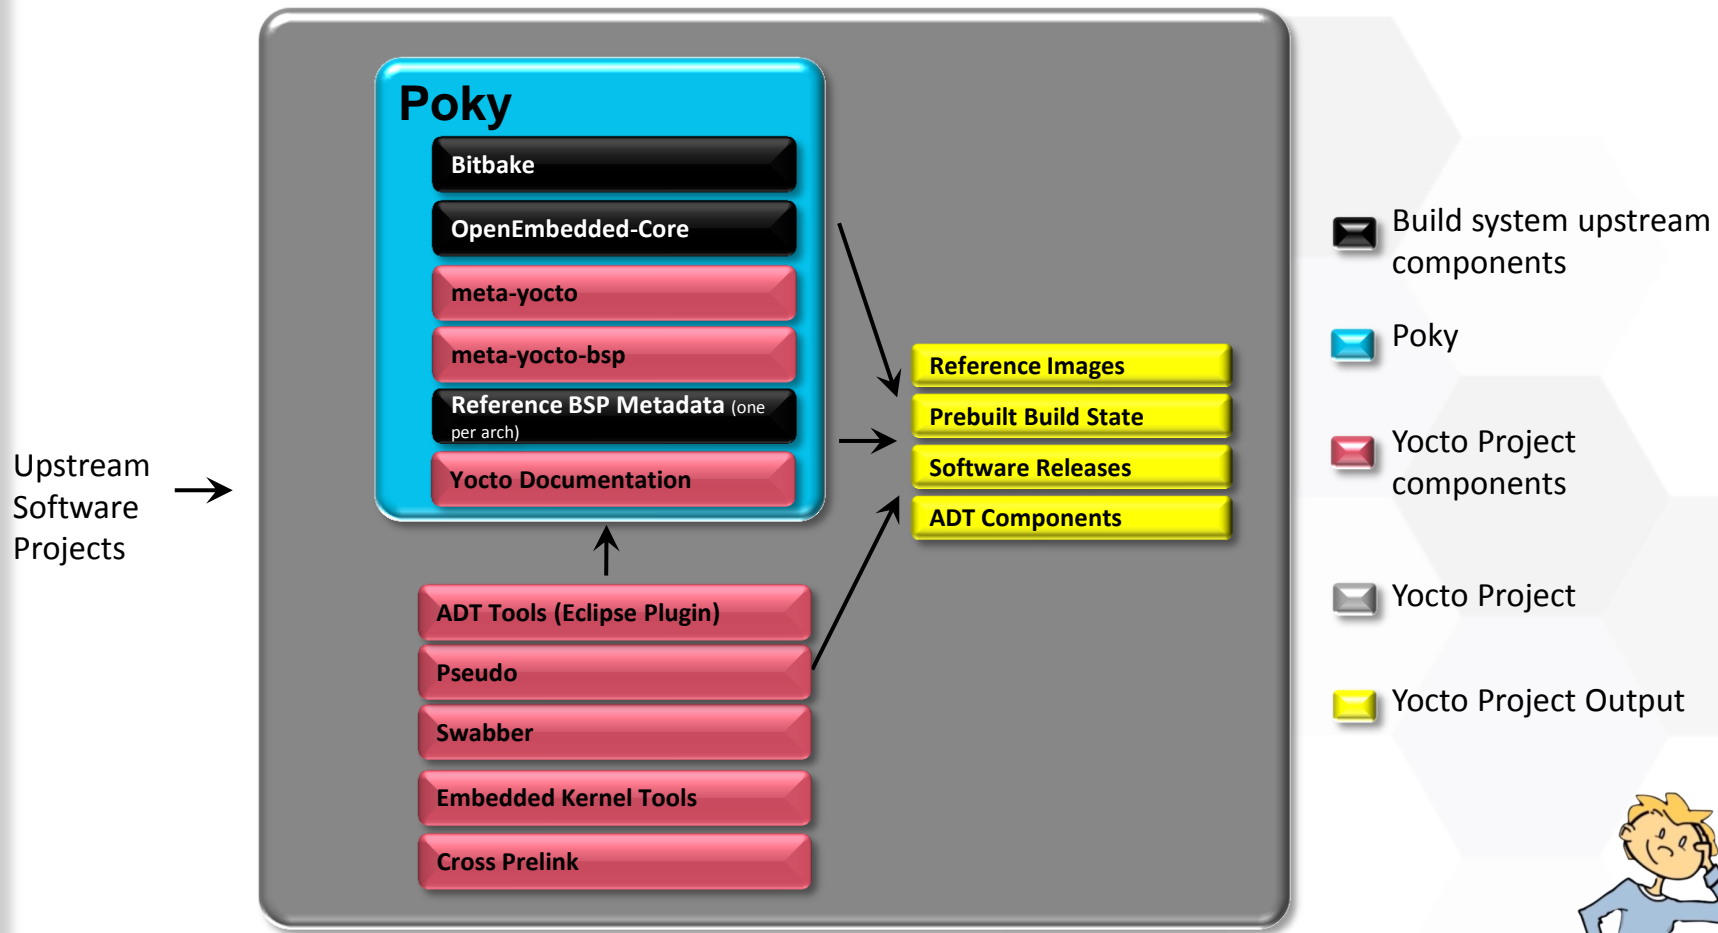 Poky
Bitbake
OpenEmbedded-Core
meta-yocto
meta-yocto-bsp
Reference BSP Metadata (one
per arch)
Yocto Documentation
Upstream
Software
Projects
ADT Tools (Eclipse Plugin)
Pseudo
Swabber
Embedded Kernel Tools
Cross Prelink
Reference Images
Prebuilt Build State
Software Releases
ADT Components
Build system upstream
components
Poky
Yocto Project
components
Yocto Project
Yocto Project Output